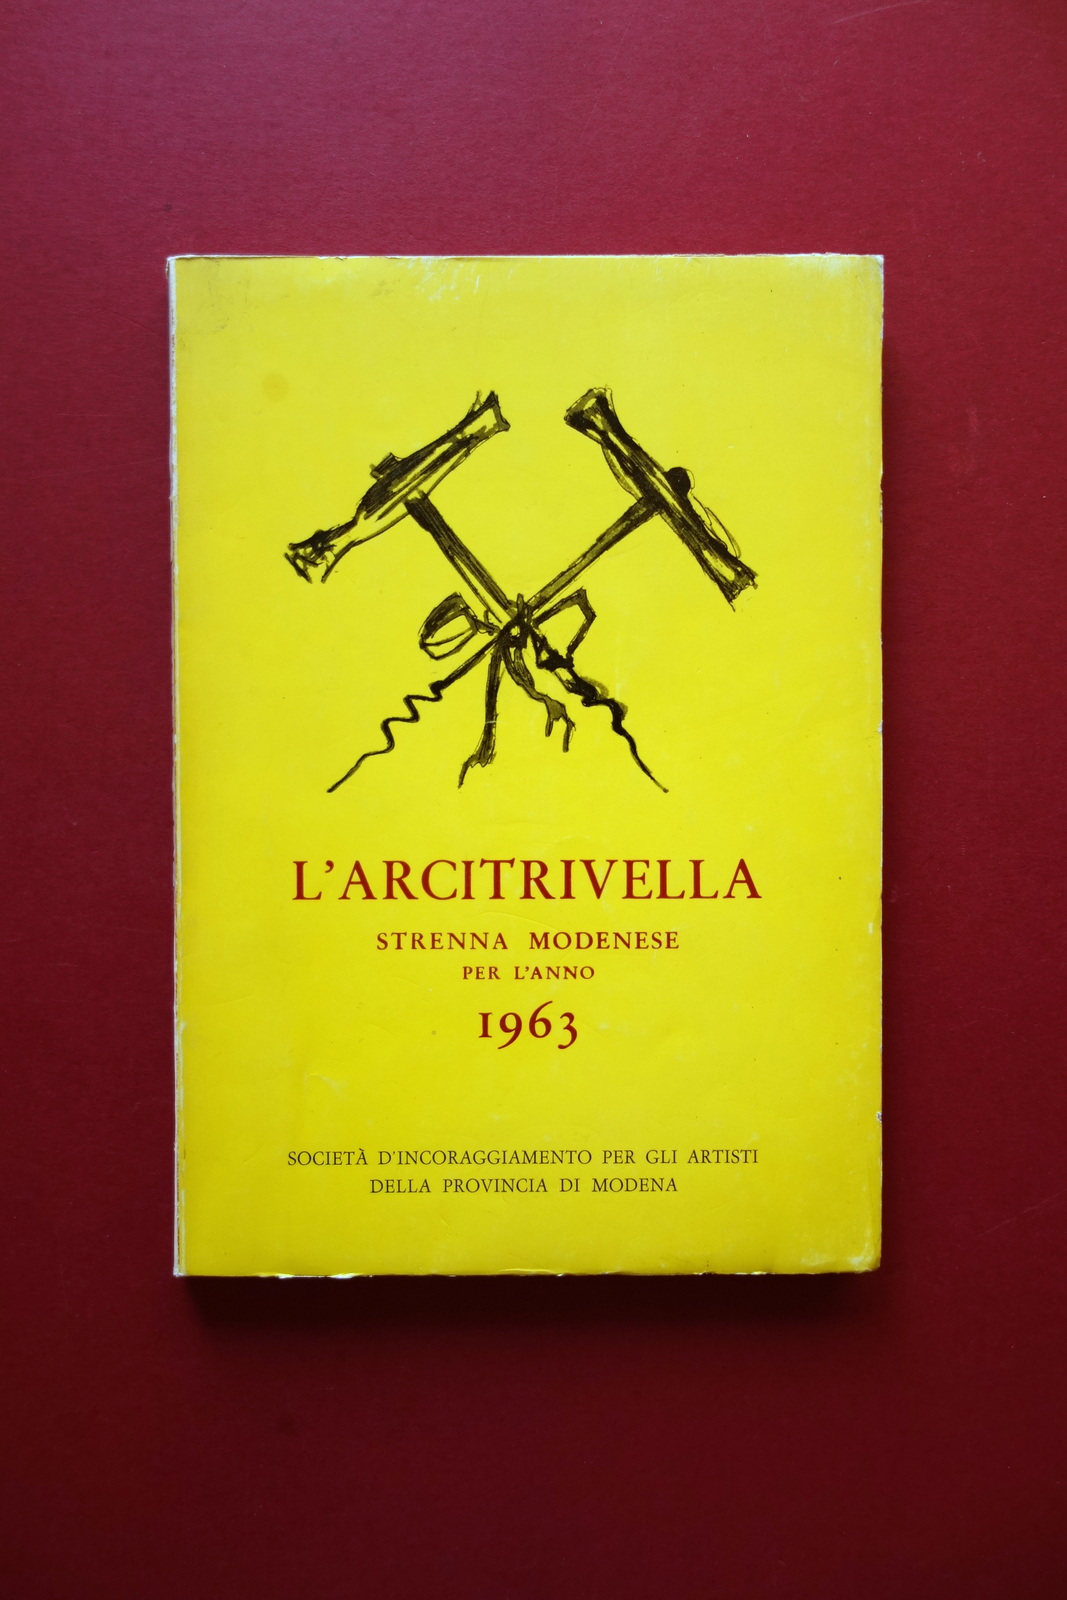 L'ARCITRIVELLA
STRENNA MODENESE
PER L'ANNO
1963
SOCIETÀ D'INCORAGGIAMENTO PER GLI ARTISTI
DELLA PROVINCIA DI MODENA